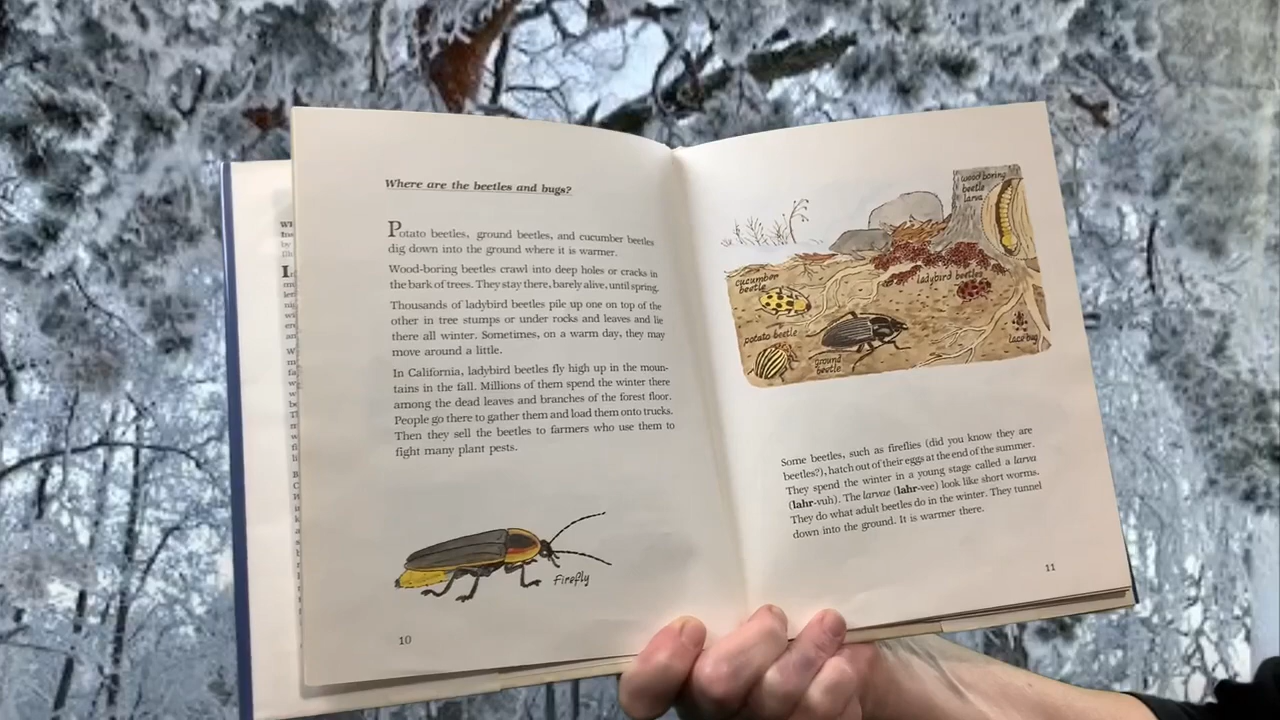 Where are the beetles and bugs?
Potato beetles, ground beetles, and cucumber beetles
dig down into the ground where it is warmer.
Wood-boring beetles crawl into deep holes or cracks in
the bark of trees. They stay there, barely alive, until spring.
Thousands of ladybird beetles pile up one on top of the
other in tree stumps or under rocks and leaves and lie
there all winter. Sometimes, on a warm day, they may
move around a little.
In California, ladybird beetles fly high up in the moun-
tains in the fall. Millions of them spend the winter there
among the dead leaves and branches of the forest floor.
People go there to gather them and load them onto trucks.
Then they sell the beetles to farmers who use them to
fight many plant pests.
Firefly
10
wood boring
beetle
larva
cucumber
beetle
ladybird beetles
potato beetle
ground
beetle
lace bug
Some beetles, such as fireflies (did you know they are
beetles?), hatch out of their eggs at the end of the summer.
They spend the winter in a young stage called a larva
(lahr-vuh). The larvae (lahr-vee) look like short worms.
They do what adult beetles do in the winter. They tunnel
down into the ground. It is warmer there.
11